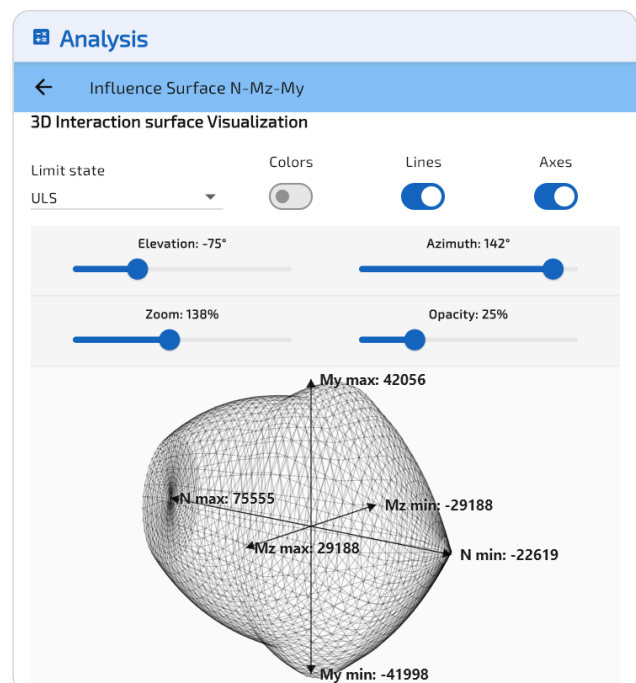 Analysis
Influence Surface N-Mz-My
3D Interaction surface Visualization
Limit state
Colors
Lines
Axes
ULS
Elevation: -75°
Azimuth: 142°
Zoom: 138%
Opacity: 25%
My max: 42056
N max: 75555
Mz min: -29188
Mz max: 29188
N min: -22619
My min: -41998